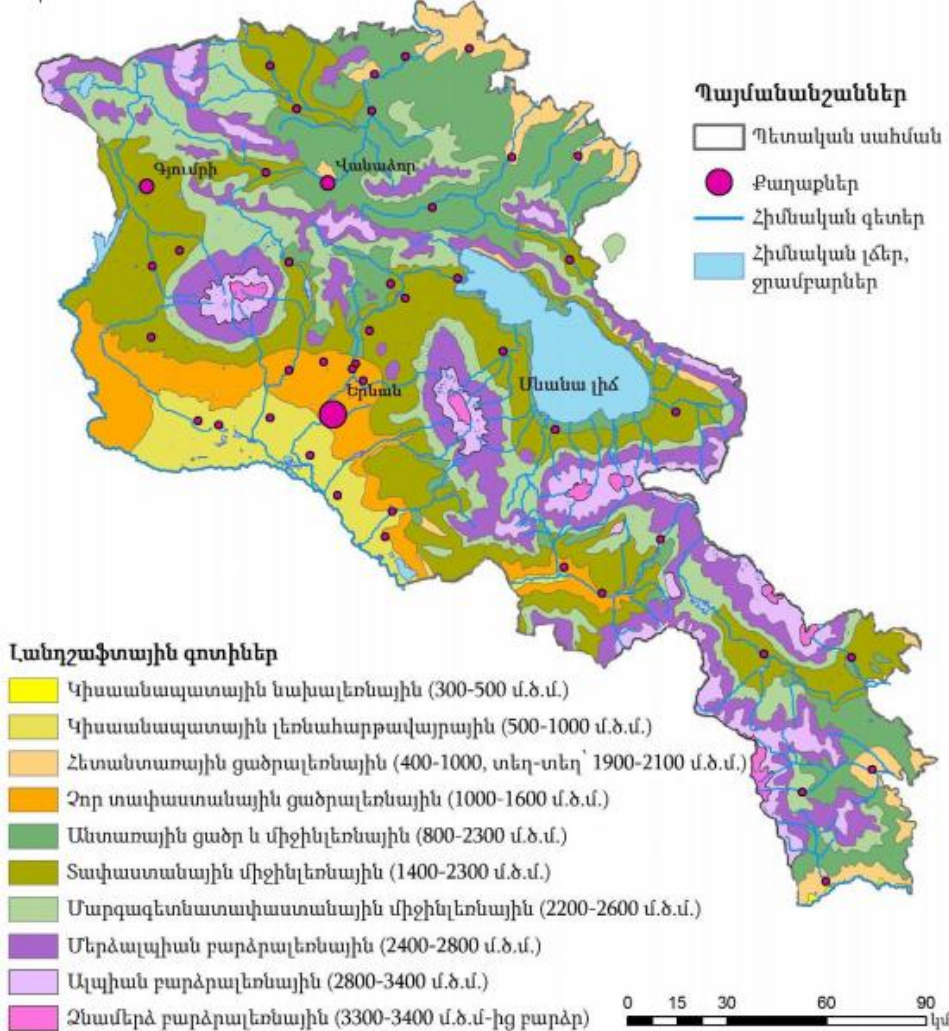 Պայմանանշաններ
Պետական սահման
Քաղաքներ
Հիմնական գետեր
Հիմնական լճեր,
ջրամբարներ
Գյումրի
Վանաձոր
Երևան
Սևանա լիճ
Լանդշաֆտային գոտիներ
Կիսաանապատային նախալեռնային (300-500 մ.ծ.մ.)
Կիսաանապատային լեռնահարթավայրային (500-1000 մ.ծ.մ.)
Հետանտառային ցածրալեռնային (400-1000, տեղ-տեղ՝ 1900-2100 մ.ծ.մ.)
Չոր տափաստանային ցածրալեռնային (1000-1600 մ.ծ.մ.)
Անտառային ցածր և միջինլեռնային (800-2300 մ.ծ.մ.)
Տափաստանային միջինլեռնային (1400-2300 մ.ծ.մ.)
Մարգագետնատափաստանային միջինլեռնային (2200-2600 մ.ծ.մ.)
Մերձալպիան բարձրալեռնային (2400-2800 մ.ծ.մ.)
Ալպիան բարձրալեռնային (2800-3400 մ.ծ.մ.)
Ձնամերձ բարձրալեռնային (3300-3400 մ.ծ.մ-ից բարձր)
0 15 30 60 90
կմ